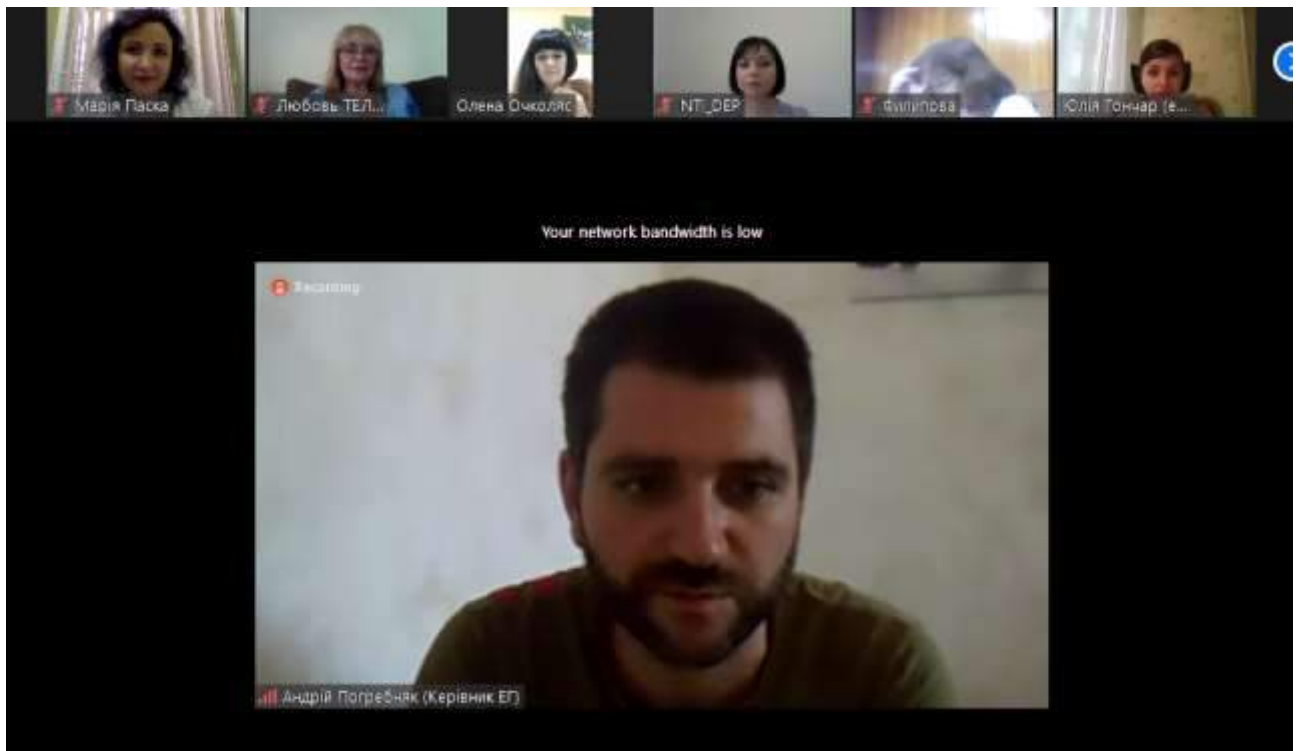 Марія Паска
Любовь ТЕЛ...
Олена Очколяс
NT_DEP
Филипова
Юлія Гончар (е...
Your network bandwidth is low
Recording
Андрій Погребняк (Керівник ЕГ)